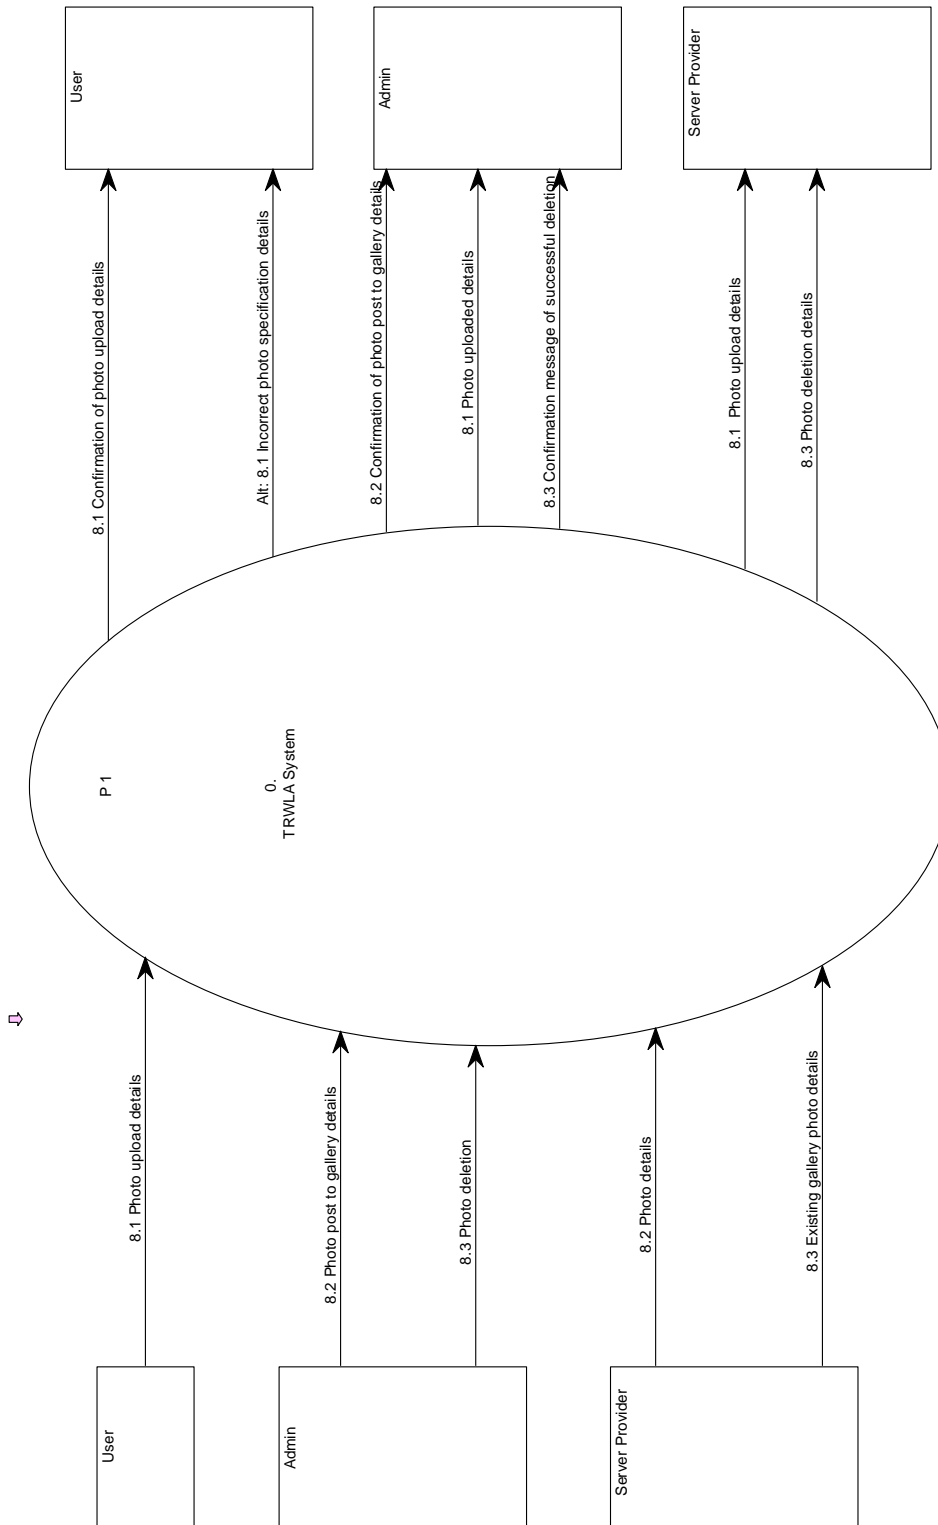 User
8.1 Photo upload details
Admin
8.2 Photo post to gallery details
8.3 Photo deletion
Server Provider
8.2 Photo details
8.3 Existing gallery photo details
P 1
0.
TRWLA System
8.1 Confirmation of photo upload details
Alt: 8.1 Incorrect photo specification details
8.2 Confirmation of photo post to gallery details
8.1 Photo uploaded details
8.3 Confirmation message of successful deletion
8.1 Photo upload details
8.3 Photo deletion details
User
Admin
Server Provider